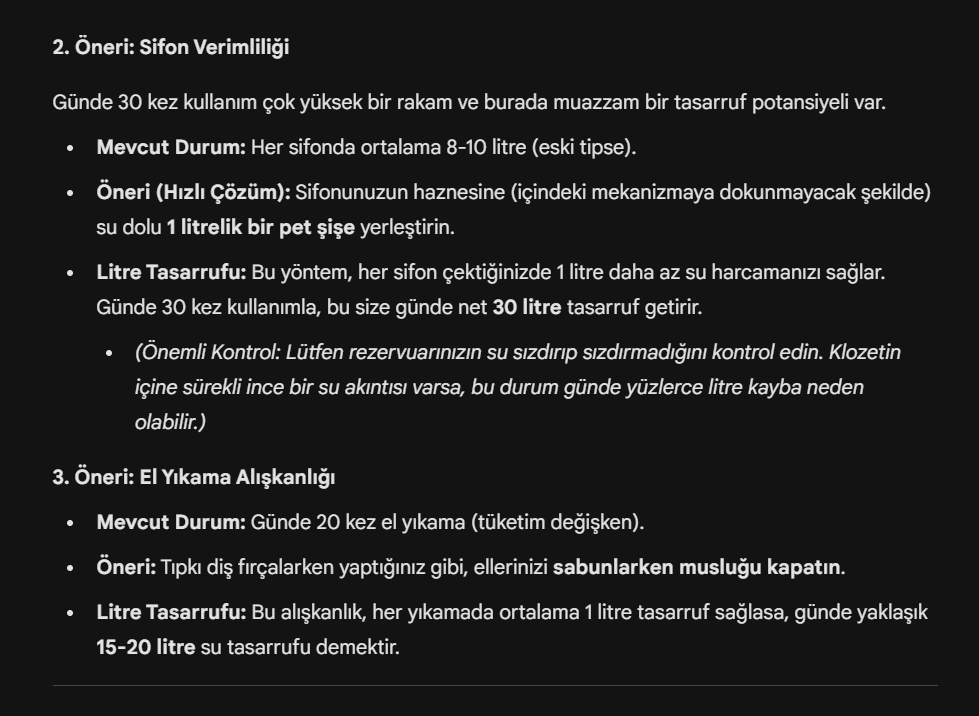 2. Öneri: Sifon Verimliliği
Günde 30 kez kullanım çok yüksek bir rakam ve burada muazzam bir tasarruf potansiyeli var.
• Mevcut Durum: Her sifonda ortalama 8-10 litre (eski tipse).
• Öneri (Hızlı Çözüm): Sifonunuzun haznesine (içindeki mekanizmaya dokunmayacak şekilde)
su dolu 1 litrelik bir pet şişe yerleştirin.
• Litre Tasarrufu: Bu yöntem, her sifon çektiğinizde 1 litre daha az su harcamanızı sağlar.
Günde 30 kez kullanımla, bu size günde net 30 litre tasarruf getirir.
• (Önemli Kontrol: Lütfen rezervuarınızın su sızdırıp sızdırmadığını kontrol edin. Klozetin
içine sürekli ince bir su akıntısı varsa, bu durum günde yüzlerce litre kayba neden
olabilir.)
3. Öneri: El Yıkama Alışkanlığı
• Mevcut Durum: Günde 20 kez el yıkama (tüketim değişken).
• Öneri: Tıpkı diş fırçalarken yaptığınız gibi, ellerinizi sabunlarken musluğu kapatın.
• Litre Tasarrufu: Bu alışkanlık, her yıkamada ortalama 1 litre tasarruf sağlasa, günde yaklaşık
15-20 litre su tasarrufu demektir.